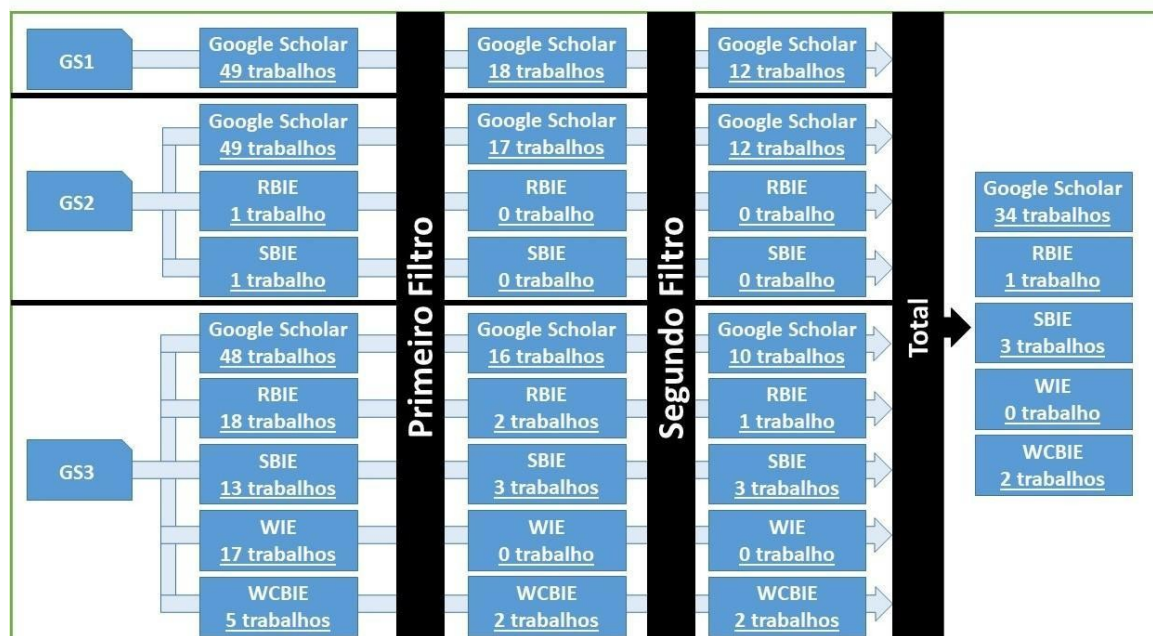 GS1
Google Scholar
49 trabalhos
Google Scholar
18 trabalhos
Google Scholar
12 trabalhos
GS2
Google Scholar
49 trabalhos
Google Scholar
17 trabalhos
Google Scholar
12 trabalhos
RBIE
1 trabalho
RBIE
0 trabalhos
RBIE
0 trabalhos
SBIE
1 trabalho
SBIE
0 trabalhos
SBIE
0 trabalhos
GS3
Google Scholar
48 trabalhos
Google Scholar
16 trabalhos
Google Scholar
10 trabalhos
RBIE
18 trabalhos
RBIE
2 trabalhos
RBIE
1 trabalho
SBIE
13 trabalhos
SBIE
3 trabalhos
SBIE
3 trabalhos
WIE
17 trabalhos
WIE
0 trabalho
WIE
0 trabalho
WCBIE
5 trabalhos
WCBIE
2 trabalhos
WCBIE
2 trabalhos
Primeiro Filtro
Segundo Filtro
Total
Google Scholar
34 trabalhos
RBIE
1 trabalho
SBIE
3 trabalhos
WIE
0 trabalho
WCBIE
2 trabalhos